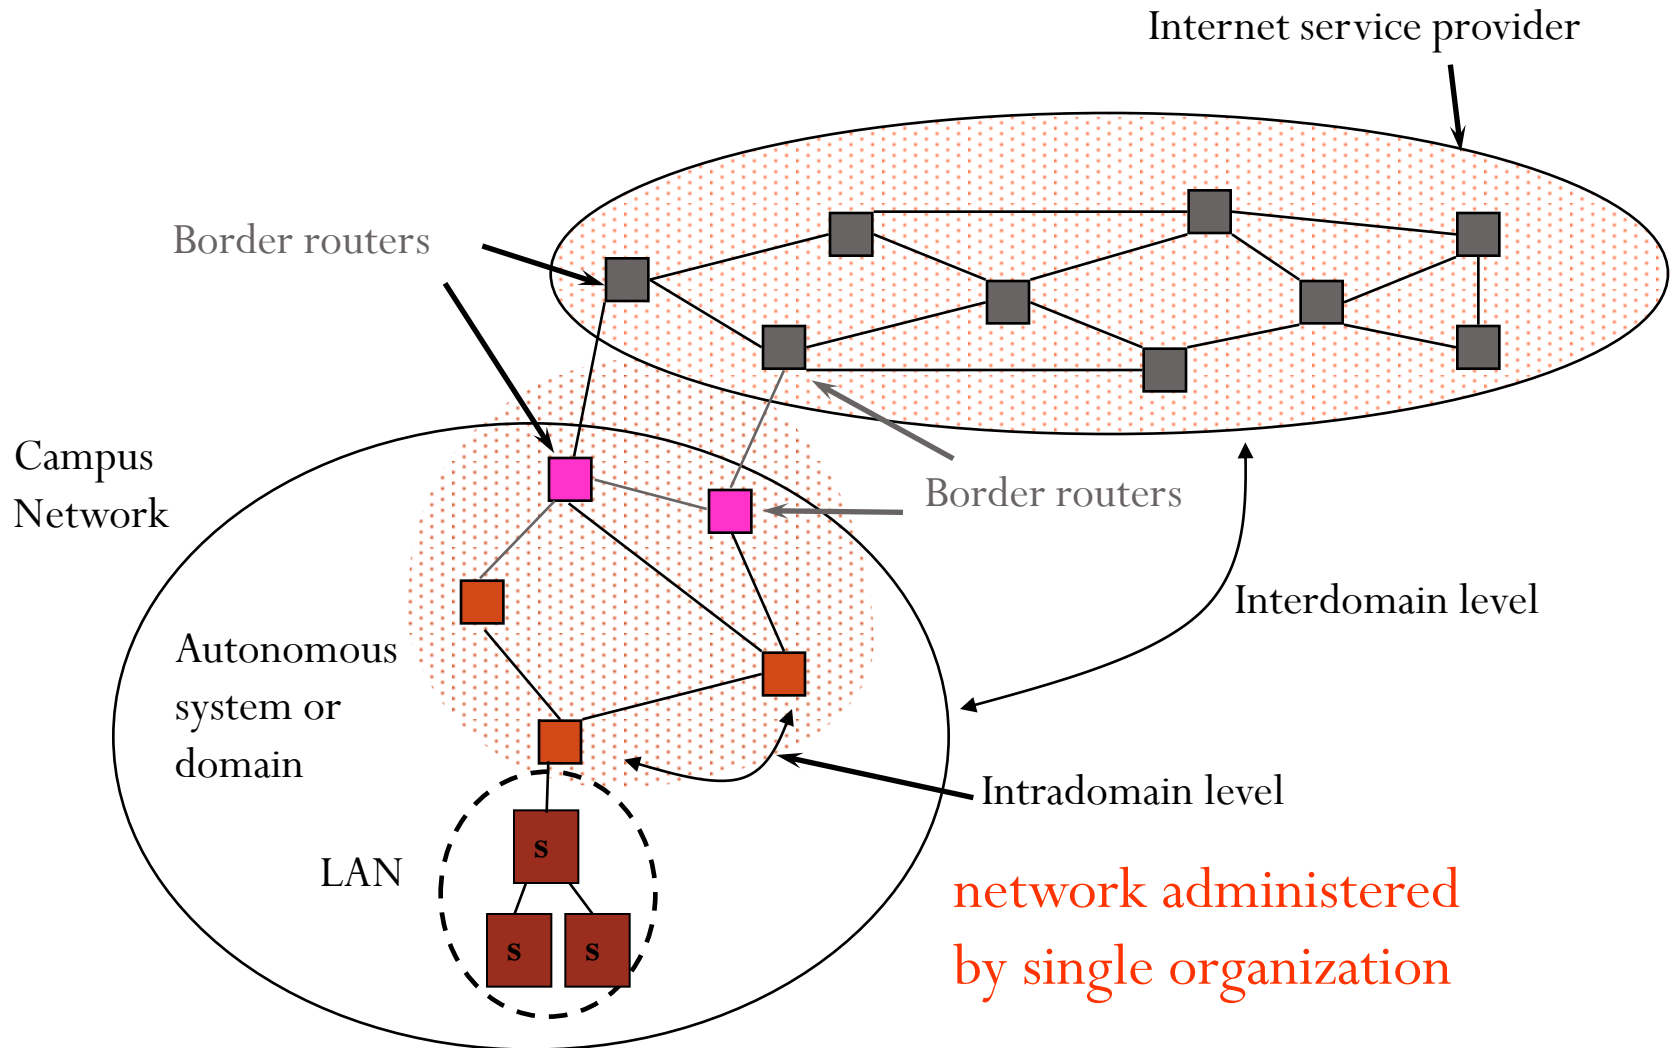 Internet service provider
Border routers
Campus
Network
Border routers
Interdomain level
Autonomous
system or
domain
Intradomain level
s
LAN
network administered
s
s
by single organization